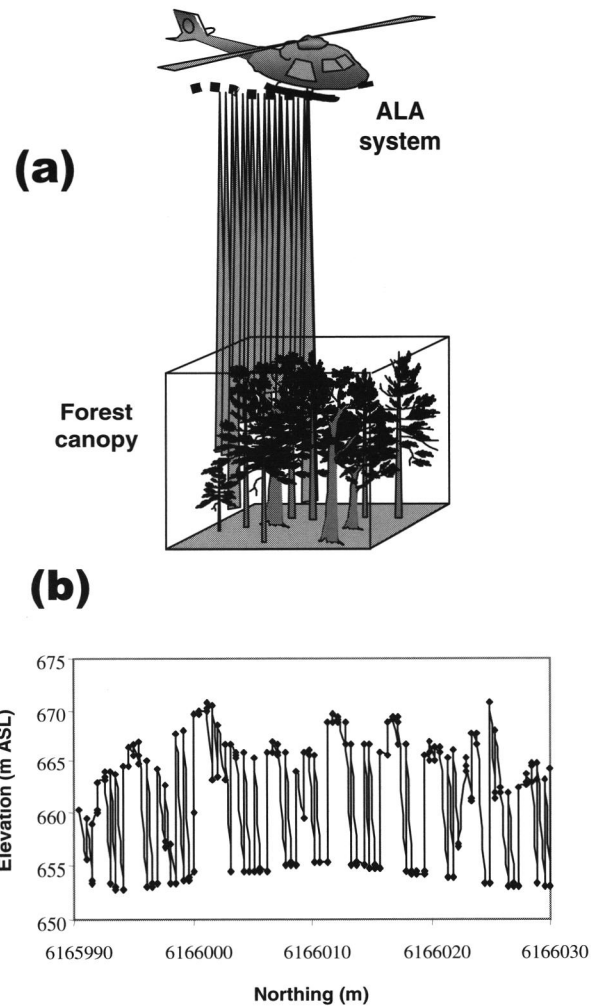 ALA
system
(a)
Forest
canopy
(b)
675
670
665
660
655
650
Elevation (m ASL)
6165990 6166000 6166010 6166020 6166030
Northing (m)